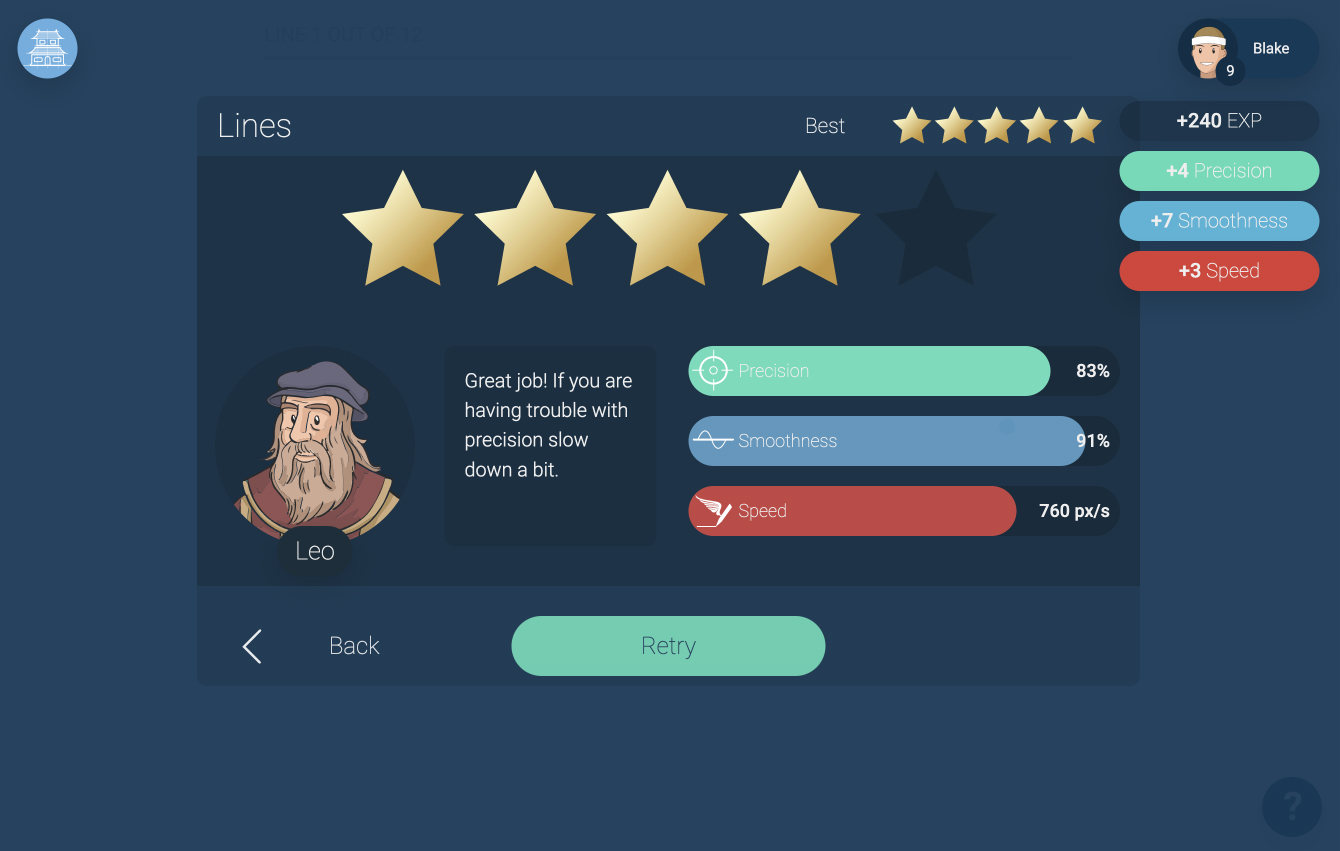 LINE 1 OUT OF 12
Blake
9
Lines
Best
+240 EXP
+4 Precision
+7 Smoothness
+3 Speed
Great job! If you are
having trouble with
precision slow
down a bit.
Precision
83%
Smoothness
91%
Speed
760 px/s
Leo
Back
Retry
?